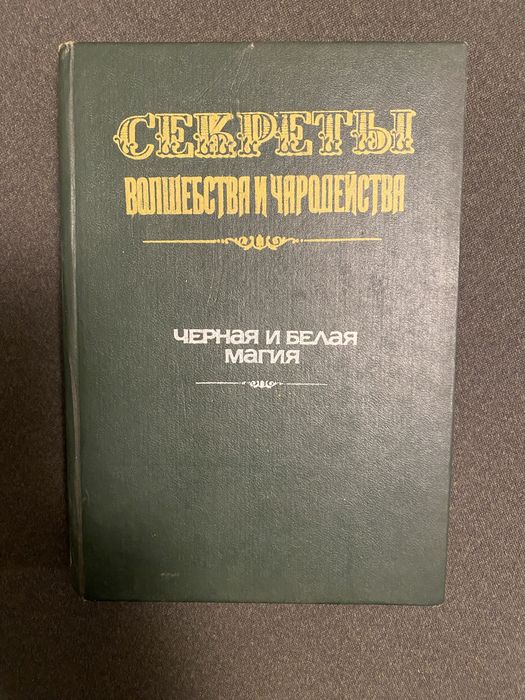 СЕКРЕТЫ
ВОЛШЕБСТВА И ЧАРОДЕЙСТВА
ЧЕРНАЯ И БЕЛАЯ
МАГИЯ